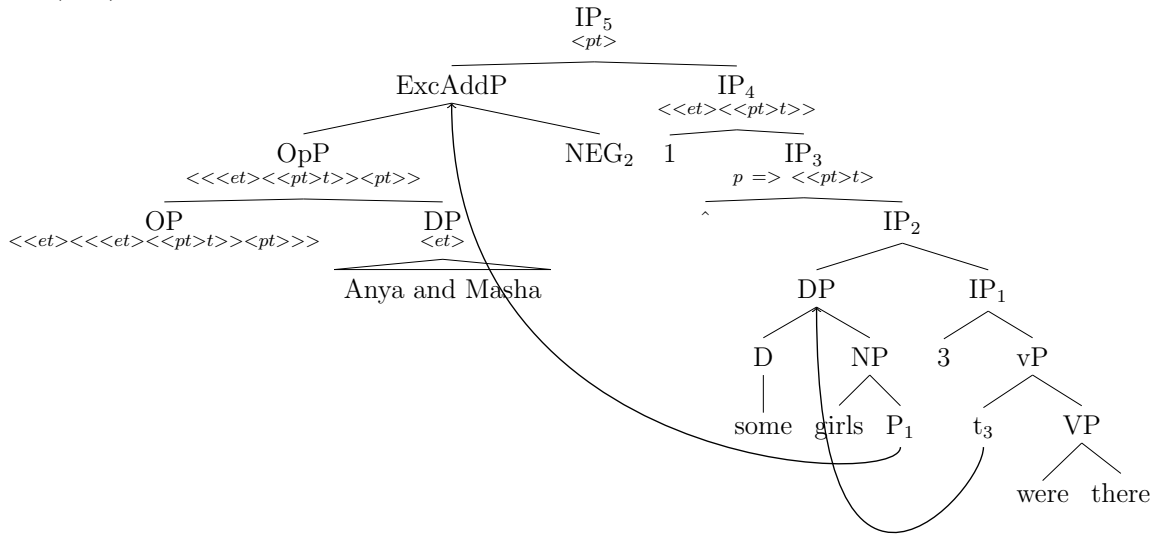 IP₅
<pt>
ExcAddP IP₄
<<et><<pt>t>>
OpP NEG₂ 1 IP₃
<<<et><<pt>t>><pt>> p => <<pt>t>
OP DP ^ IP₂
<<et><<<et><<pt>t>><pt>>> <et>
Anya and Masha DP IP₁
D NP 3 vP
some girls P₁ t₃ VP
were there